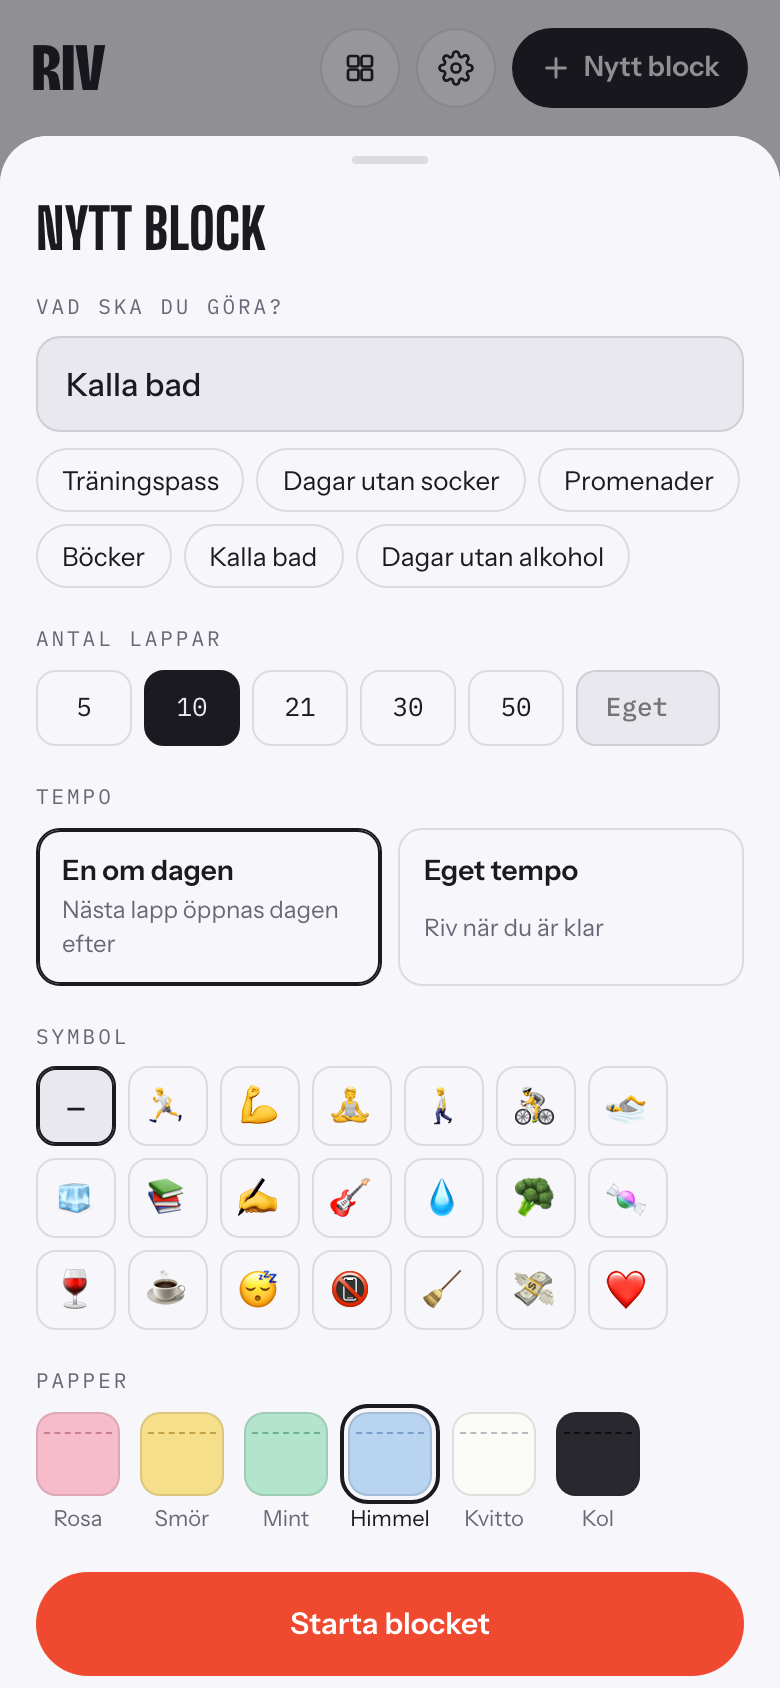 RIV
Nytt block
NYTT BLOCK
VAD SKA DU GÖRA?
Kalla bad
Träningspass Dagar utan socker Promenader
Böcker Kalla bad Dagar utan alkohol
ANTAL LAPPAR
5 10 21 30 50 Eget
TEMPO
En om dagen Eget tempo
Nästa lapp öppnas dagen
efter
Riv när du är klar
SYMBOL
PAPPER
Rosa Smör Mint Himmel Kvitto Kol
Starta blocket